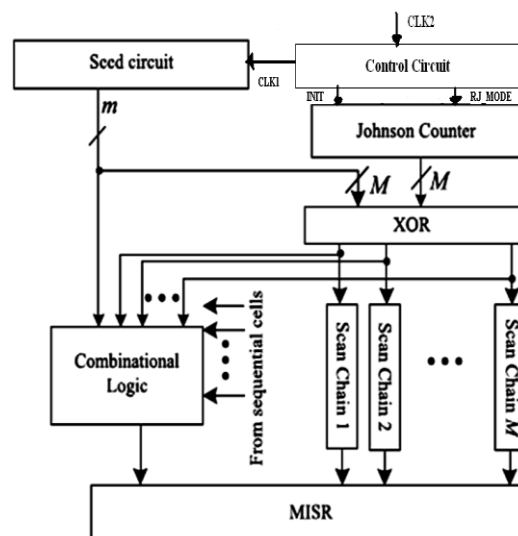 CLK2
Seed circuit
CLK1
Control Circuit
INIT
RJ_MODE
m
Johnson Counter
M
M
XOR
Combinational
Logic
From sequential cells
Scan Chain 1
Scan Chain 2
Scan Chain M
MISR